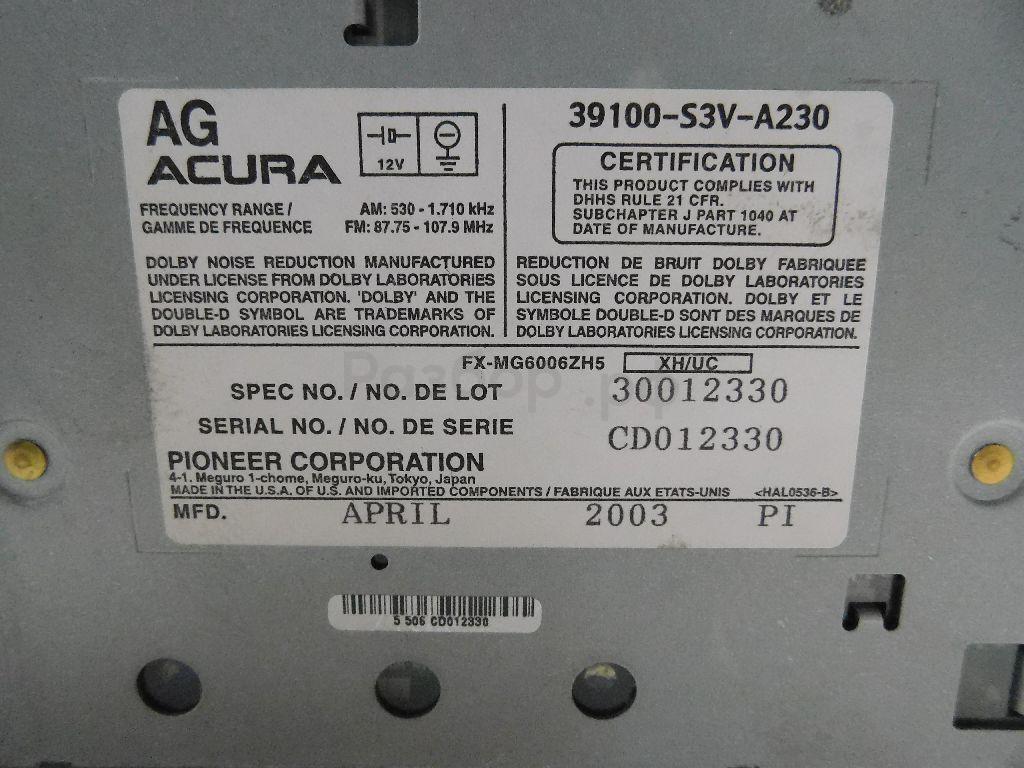 AG
ACURA
12V
FREQUENCY RANGE / AM: 530 - 1.710 kHz
GAMME DE FREQUENCE FM: 87.75 - 107.9 MHz
DOLBY NOISE REDUCTION MANUFACTURED
UNDER LICENSE FROM DOLBY LABORATORIES
LICENSING CORPORATION. 'DOLBY' AND THE
DOUBLE-D SYMBOL ARE TRADEMARKS OF
DOLBY LABORATORIES LICENSING CORPORATION.
39100-S3V-A230
CERTIFICATION
THIS PRODUCT COMPLIES WITH
DHHS RULE 21 CFR.
SUBCHAPTER J PART 1040 AT
DATE OF MANUFACTURE.
REDUCTION DE BRUIT DOLBY FABRIQUEE
SOUS LICENCE DE DOLBY LABORATORIES
LICENSING CORPORATION. DOLBY ET LE
SYMBOLE DOUBLE-D SONT DES MARQUES DE
DOLBY LABORATORIES LICENSING CORPORATION.
FX-MG6006ZH5 XH/UC
SPEC NO. / NO. DE LOT 30012330
SERIAL NO. / NO. DE SERIE CD012330
PIONEER CORPORATION
4-1. Meguro 1-chome, Meguro-ku, Tokyo, Japan
MADE IN THE U.S.A. OF U.S. AND IMPORTED COMPONENTS / FABRIQUE AUX ETATS-UNIS <HAL0536-B>
MFD. APRIL 2003 PI
5 506 CD012330